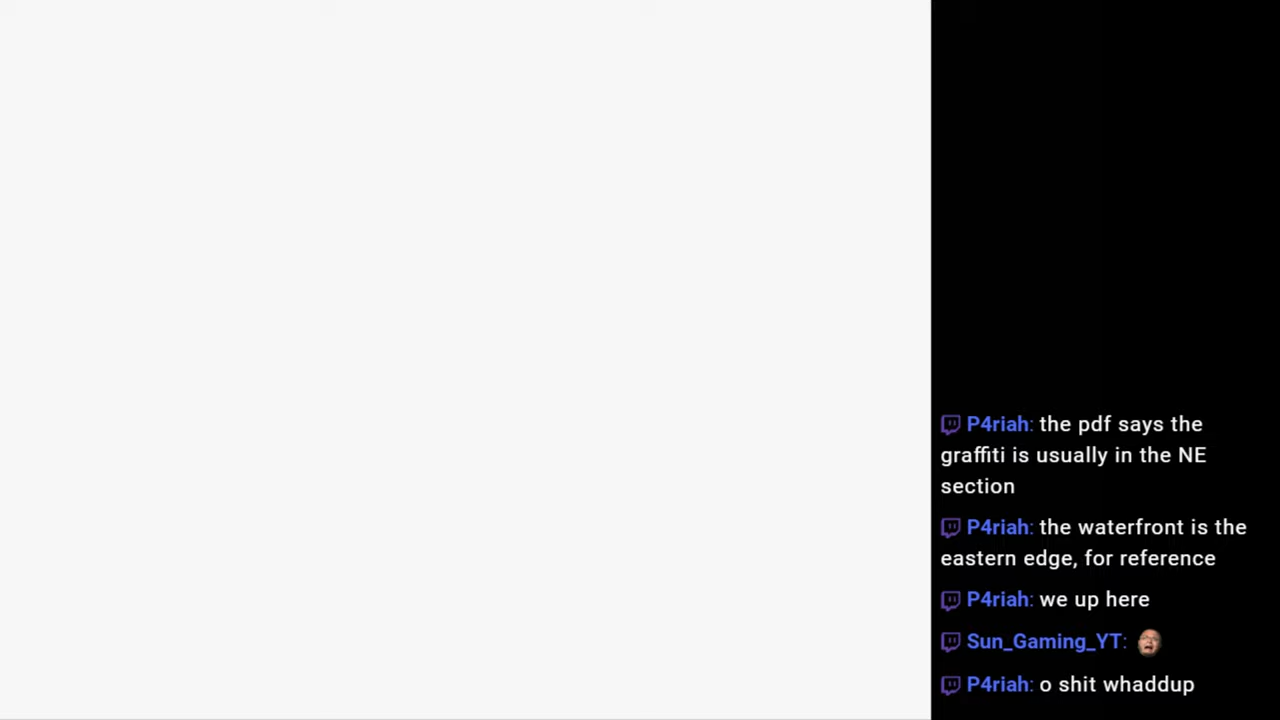 P4riah: the pdf says the
graffiti is usually in the NE
section
P4riah: the waterfront is the
eastern edge, for reference
P4riah: we up here
Sun_Gaming_YT:
P4riah: o shit whaddup